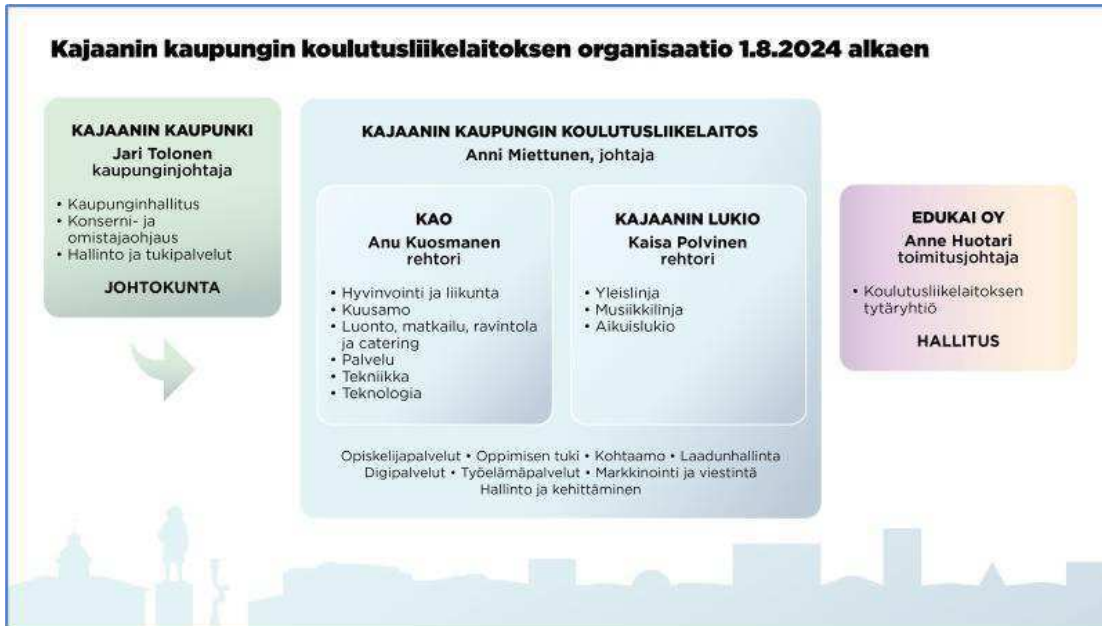 Kajaanin kaupungin koulutusliikelaitoksen organisaatio 1.8.2024 alkaen
KAJAANIN KAUPUNKI
Jari Tolonen
kaupunginjohtaja
• Kaupunginhallitus
• Konserni- ja
omistajaohjaus
• Hallinto ja tukipalvelut
JOHTOKUNTA
KAJAANIN KAUPUNGIN KOULUTUSLIIKELAITOS
Anni Miettunen, johtaja
KAO
Anu Kuosmanen
rehtori
• Hyvinvointi ja liikunta
• Kuusamo
• Luonto, matkailu, ravintola
ja catering
• Palvelu
• Tekniikka
• Teknologia
KAJAANIN LUKIO
Kaisa Polvinen
rehtori
• Yleislinja
• Musiikkilinja
• Aikuislukio
Opiskelijapalvelut • Oppimisen tuki • Kohtaamo • Laadunhallinta
Digipalvelut • Työelämäpalvelut • Markkinointi ja viestintä
Hallinto ja kehittäminen
EDUKAI OY
Anne Huotari
toimitusjohtaja
• Koulutusliikelaitoksen
tytäryhtiö
HALLITUS